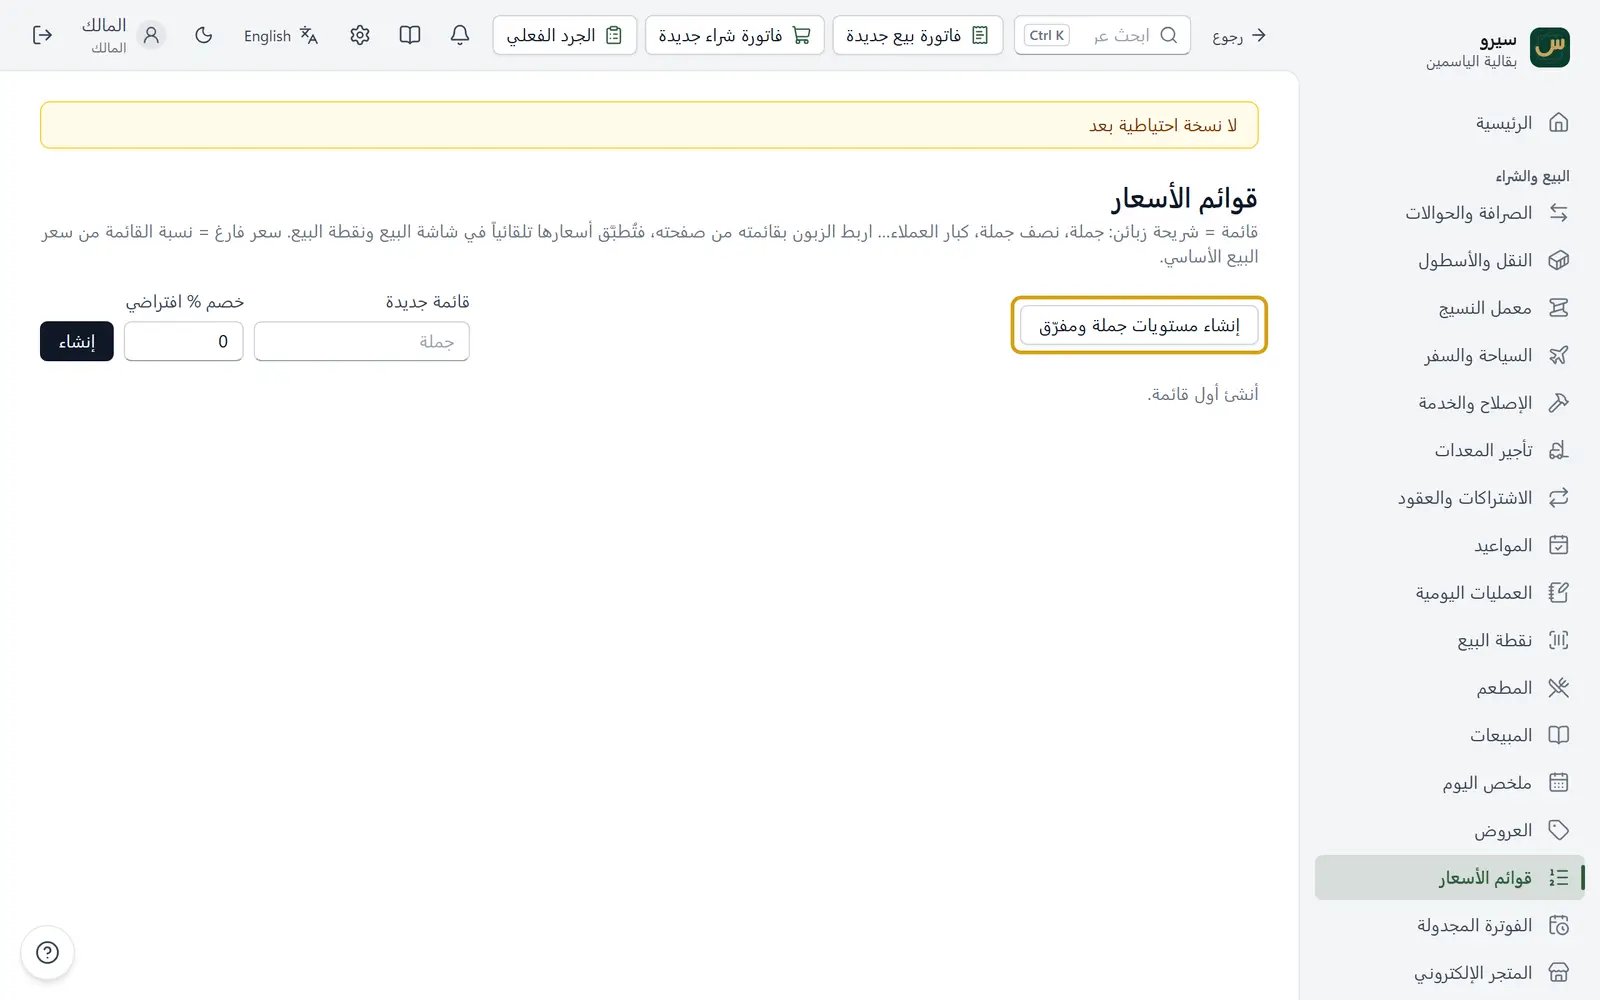 سيرو
بقالية الياسمين
رجوع
ابحث عن
Ctrl K
فاتورة بيع جديدة
فاتورة شراء جديدة
الجرد الفعلي
English
المالك
المالك
الرئيسية
البيع والشراء
الصرافة والحوالات
النقل والأسطول
معمل النسيج
السياحة والسفر
الإصلاح والخدمة
تأجير المعدات
الاشتراكات والعقود
المواعيد
العمليات اليومية
نقطة البيع
المطعم
المبيعات
ملخص اليوم
العروض
قوائم الأسعار
الفوترة المجدولة
المتجر الإلكتروني
لا نسخة احتياطية بعد
قوائم الأسعار
قائمة = شريحة زبائن: جملة، نصف جملة، كبار العملاء... اربط الزبون بقائمته من صفحته، فتُطبَّق أسعارها تلقائياً في شاشة البيع ونقطة البيع. سعر فارغ = نسبة القائمة من سعر
البيع الأساسي.
إنشاء مستويات جملة ومفرّق
قائمة جديدة
جملة
خصم % افتراضي
0
إنشاء
أنشئ أول قائمة.